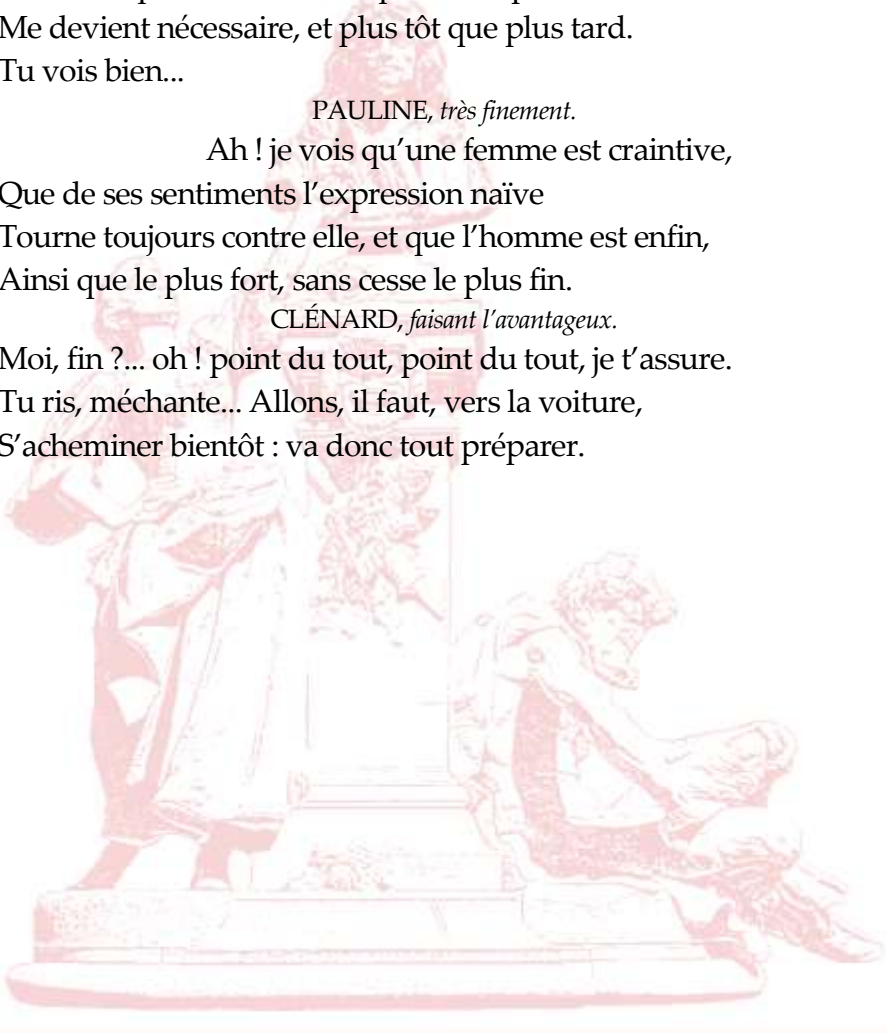 Me devient nécessaire, et plus tôt que plus tard.
Tu vois bien...
PAULINE, très finement.
Ah ! je vois qu’une femme est craintive,
Que de ses sentiments l’expression naïve
Tourne toujours contre elle, et que l’homme est enfin,
Ainsi que le plus fort, sans cesse le plus fin.
CLÉNARD, faisant l’avantageux.
Moi, fin ?... oh ! point du tout, point du tout, je t’assure.
Tu ris, méchante... Allons, il faut, vers la voiture,
S’acheminer bientôt : va donc tout préparer.